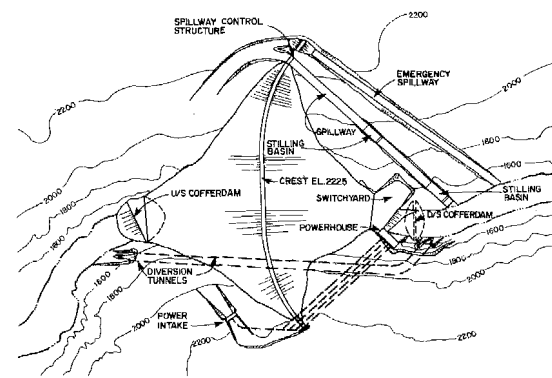 SPILLWAY CONTROL
STRUCTURE
2200
EMERGENCY
SPILLWAY
2000
2200
SPILLWAY
STILLING
BASIN
1600
1600
STILLING
BASIN
2000
1800
U/S COFFERDAM
CREST EL. 2225
SWITCHYARD
D/S COFFERDAM
POWERHOUSE
1800
1600
DIVERSION
TUNNELS
1800
1600
1600
1800
2000
2000
POWER
INTAKE
2200
2200